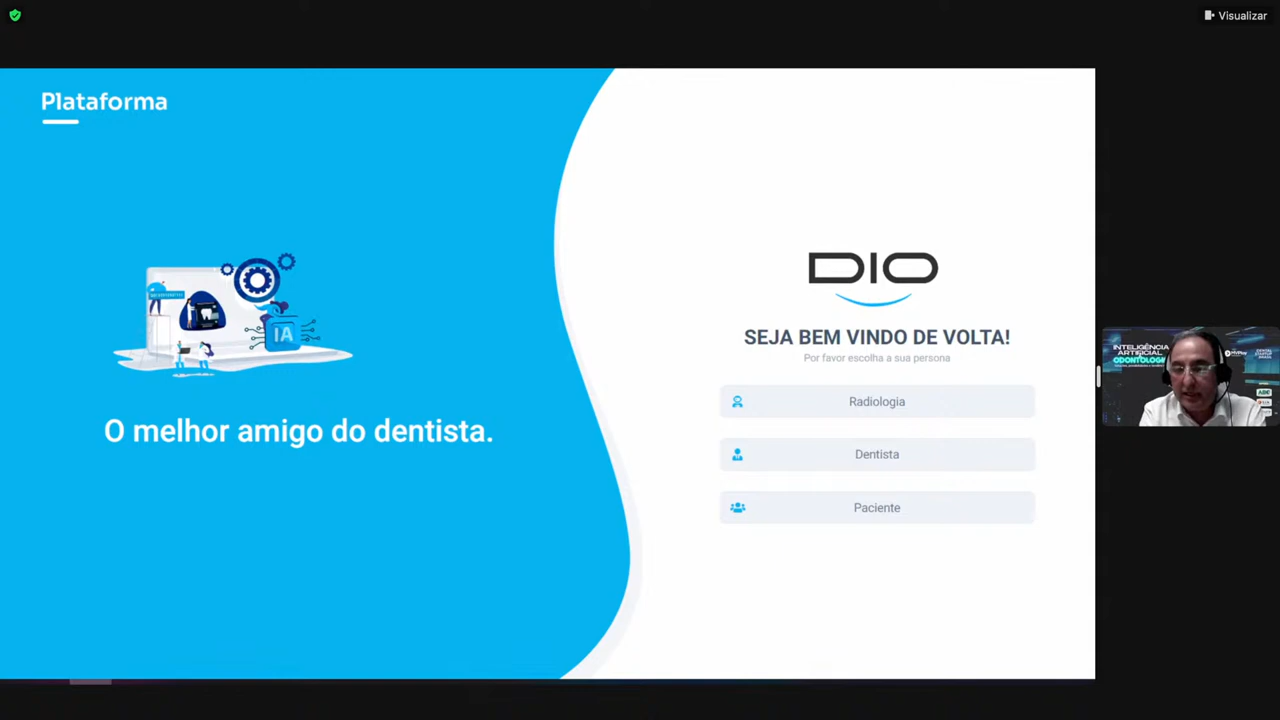 Visualizar
Plataforma
IA
O melhor amigo do dentista.
DIO
SEJA BEM VINDO DE VOLTA!
Por favor escolha a sua persona
Radiologia
Dentista
Paciente
INTELIGÊNCIA
ARTIFICIAL
ODONTOLOGIA